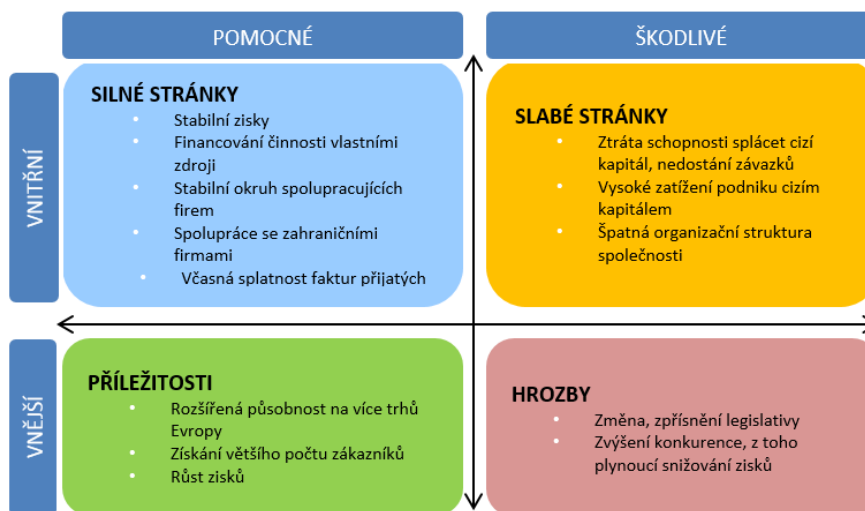 POMOCNÉ
ŠKODLIVÉ
VNITŘNÍ
SILNÉ STRÁNKY
Stabilní zisky
Financování činnosti vlastními
zdroji
Stabilní okruh spolupracujících
firem
Spolupráce se zahraničními
firmami
Včasná splatnost faktur přijatých
SLABÉ STRÁNKY
Ztráta schopnosti splácet cizí
kapitál, nedostání závazků
Vysoké zatížení podniku cizím
kapitálem
Špatná organizační struktura
společnosti
VNĚJŠÍ
PŘÍLEŽITOSTI
Rozšířená působnost na více trhů
Evropy
Získání většího počtu zákazníků
Růst zisků
HROZBY
Změna, zpřísnění legislativy
Zvýšení konkurence, z toho
plynoucí snižování zisků